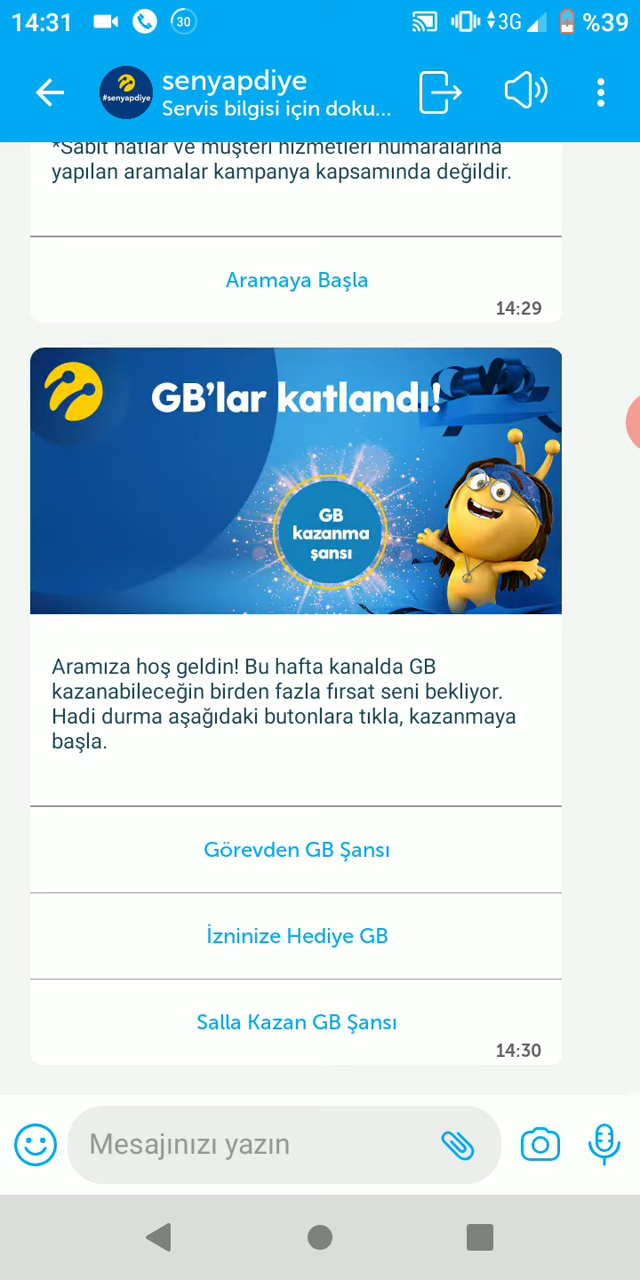 14:31
30
3G
%39
#senyapdiye
senyapdiye
Servis bilgisi için doku...
*Sabit hatlar ve müşteri hizmetleri numaralarına
yapılan aramalar kampanya kapsamında değildir.
Aramaya Başla
14:29
GB'lar katlandı!
GB
kazanma
şansı
Aramıza hoş geldin! Bu hafta kanalda GB
kazanabileceğin birden fazla fırsat seni bekliyor.
Hadi durma aşağıdaki butonlara tıkla, kazanmaya
başla.
Görevden GB Şansı
İzninize Hediye GB
Salla Kazan GB Şansı
14:30
Mesajınızı yazın